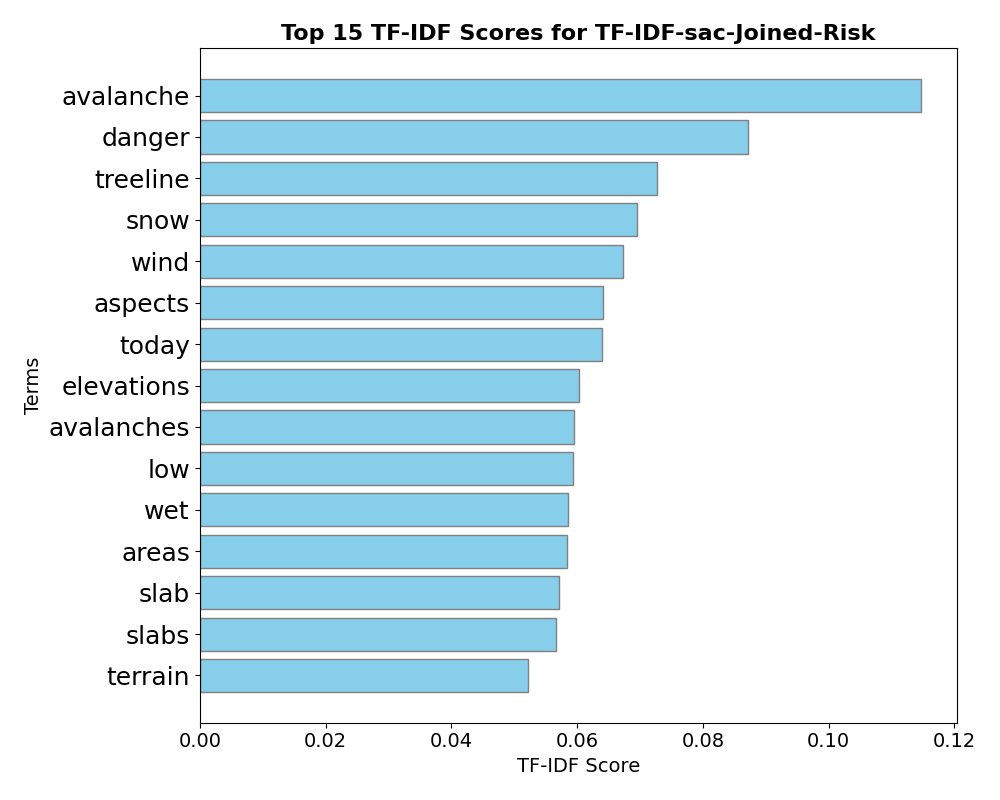 Top 15 TF-IDF Scores for TF-IDF-sac-Joined-Risk
Terms
avalanche
danger
treeline
snow
wind
aspects
today
elevations
avalanches
low
wet
areas
slab
slabs
terrain
0.00 0.02 0.04 0.06 0.08 0.10 0.12
TF-IDF Score